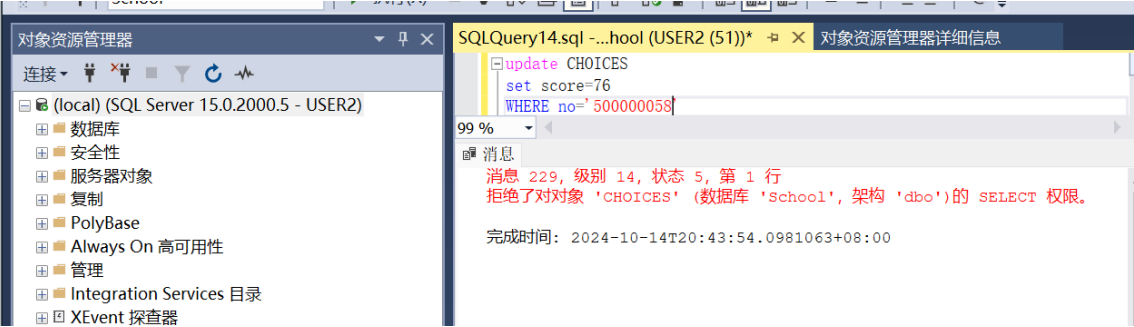 School
对象资源管理器
连接
(local) (SQL Server 15.0.2000.5 - USER2)
数据库
安全性
服务器对象
复制
PolyBase
Always On 高可用性
管理
Integration Services 目录
XEvent 探查器
SQLQuery14.sql -...hool (USER2 (51))*
对象资源管理器详细信息
update CHOICES
set score=76
WHERE no='500000058'
99 %
消息
消息 229, 级别 14, 状态 5, 第 1 行
拒绝了对对象 'CHOICES' (数据库 'School', 架构 'dbo')的 SELECT 权限。
完成时间: 2024-10-14T20:43:54.0981063+08:00